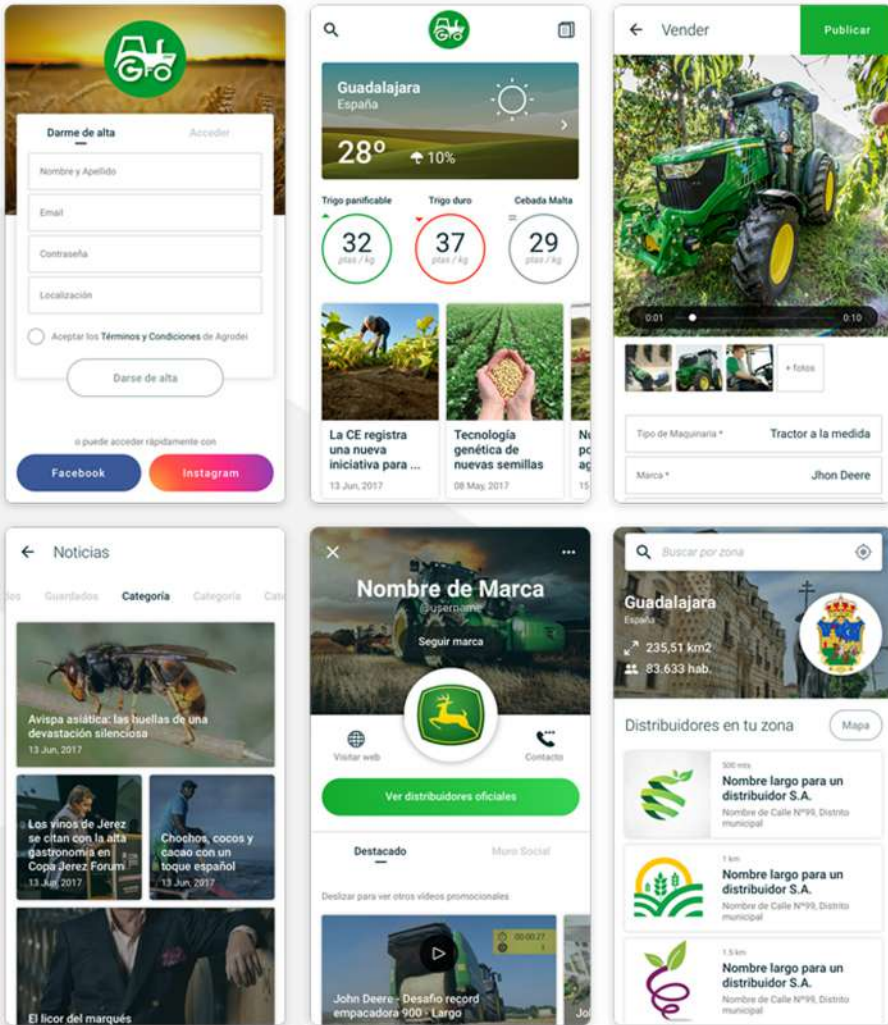 GFO
Darme de alta
Acceder
Nombre y Apellido
Email
Contraseña
Localización
Aceptar los Términos y Condiciones de Agrodei
Darse de alta
o puede acceder rápidamente con
Facebook
Instagram
GFO
Guadalajara
España
28º
10%
Trigo panificable
Trigo duro
Cebada Malta
32
37
29
ptas / kg
ptas / kg
ptas / kg
La CE registra
una nueva
iniciativa para ...
13 Jun, 2017
Tecnología
genética de
nuevas semillas
08 May, 2017
Vender
Publicar
0:01
0:10
+ fotos
Tipo de Maquinaria *
Tractor a la medida
Marca *
Jhon Deere
Noticias
Guardados
Categoría
Categoría
Avispa asiática: las huellas de una
devastación silenciosa
13 Jun, 2017
Los vinos de Jerez
se citan con la alta
gastronomía en
Copa Jerez Forum
13 Jun, 2017
Chochos, cocos y
cacao con un
toque español
13 Jun, 2017
El licor del marqués
Nombre de Marca
@username
Seguir marca
Visitar web
Contacto
Ver distribuidores oficiales
Destacado
Muro Social
Deslizar para ver otros vídeos promocionales
00:00:27
John Deere - Desafio record
empacadora 900 - Largo
Buscar por zona
Guadalajara
España
235,51 km2
83.633 hab.
Distribuidores en tu zona
Mapa
500 mts
Nombre largo para un
distribuidor S.A.
Nombre de Calle Nº99, Distrito
municipal
1 km
Nombre largo para un
distribuidor S.A.
Nombre de Calle Nº99, Distrito
municipal
1.5 km
Nombre largo para un
distribuidor S.A.
Nombre de Calle Nº99, Distrito
municipal